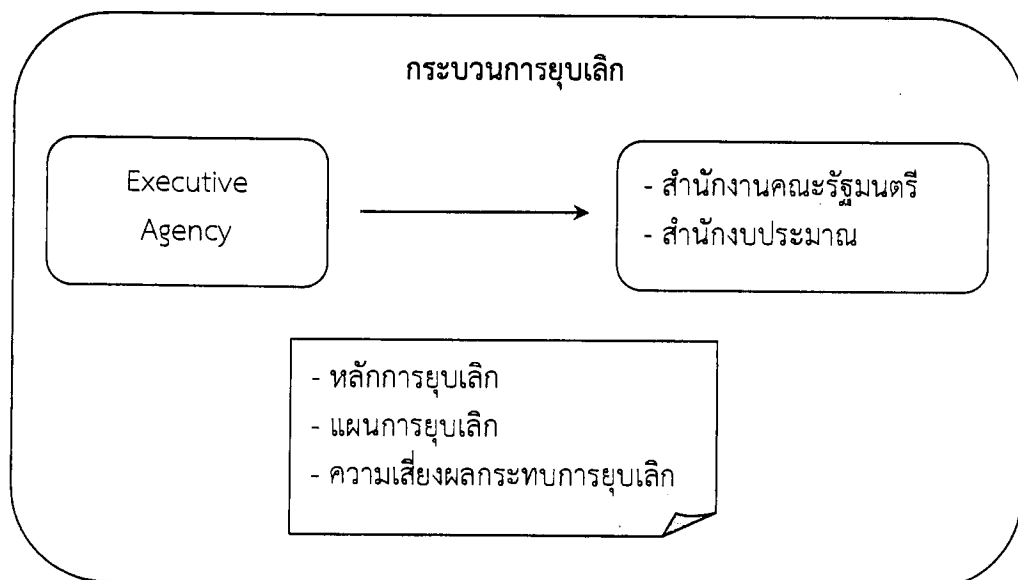 กระบวนการยุบเลิก
Executive
Agency
- สำนักงานคณะรัฐมนตรี
- สำนักงบประมาณ
- หลักการยุบเลิก
- แผนการยุบเลิก
- ความเสี่ยงผลกระทบการยุบเลิก